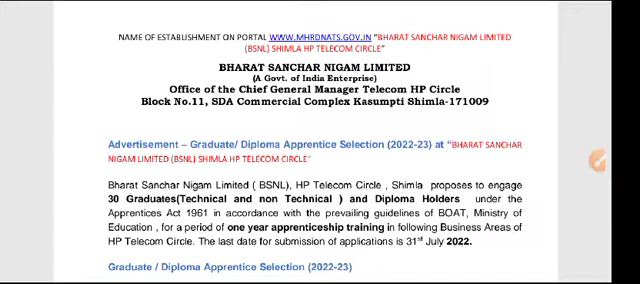 NAME OF ESTABLISHMENT ON PORTAL WWW.MHRDNATS.GOV.IN "BHARAT SANCHAR NIGAM LIMITED
(BSNL) SHIMLA HP TELECOM CIRCLE"
BHARAT SANCHAR NIGAM LIMITED
(A Govt. of India Enterprise)
Office of the Chief General Manager Telecom HP Circle
Block No.11, SDA Commercial Complex Kasumpti Shimla-171009
Advertisement – Graduate/ Diploma Apprentice Selection (2022-23) at "BHARAT SANCHAR
NIGAM LIMITED (BSNL) SHIMLA HP TELECOM CIRCLE"
Bharat Sanchar Nigam Limited ( BSNL), HP Telecom Circle , Shimla proposes to engage
30 Graduates(Technical and non Technical ) and Diploma Holders under the
Apprentices Act 1961 in accordance with the prevailing guidelines of BOAT, Ministry of
Education , for a period of one year apprenticeship training in following Business Areas of
HP Telecom Circle. The last date for submission of applications is 31st July 2022.
Graduate / Diploma Apprentice Selection (2022-23)